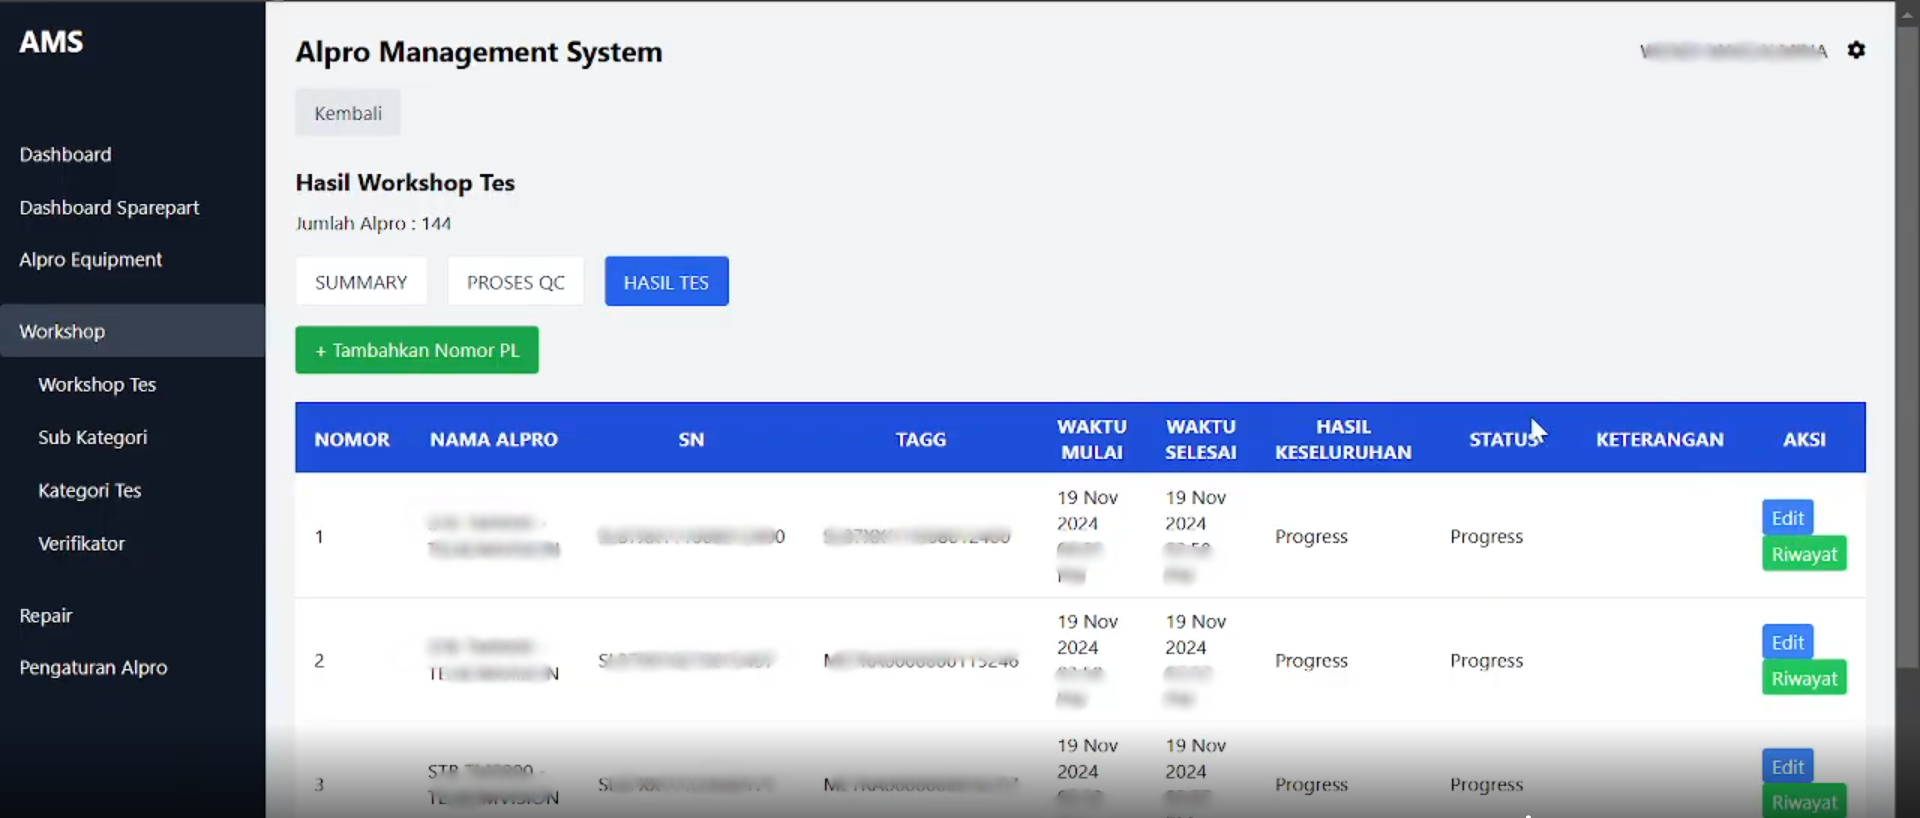 AMS
Dashboard
Dashboard Sparepart
Alpro Equipment
Workshop
Workshop Tes
Sub Kategori
Kategori Tes
Verifikator
Repair
Pengaturan Alpro
Alpro Management System
Kembali
Hasil Workshop Tes
Jumlah Alpro : 144
SUMMARY PROSES QC HASIL TES
+ Tambahkan Nomor PL
NOMOR NAMA ALPRO SN TAGG WAKTU MULAI WAKTU SELESAI HASIL KESELURUHAN STATUS KETERANGAN AKSI
1
19 Nov
2024
19 Nov
2024
Progress
Progress
Edit
Riwayat
2
19 Nov
2024
19 Nov
2024
Progress
Progress
Edit
Riwayat
3
19 Nov
2024
19 Nov
2024
Progress
Progress
Edit
Riwayat